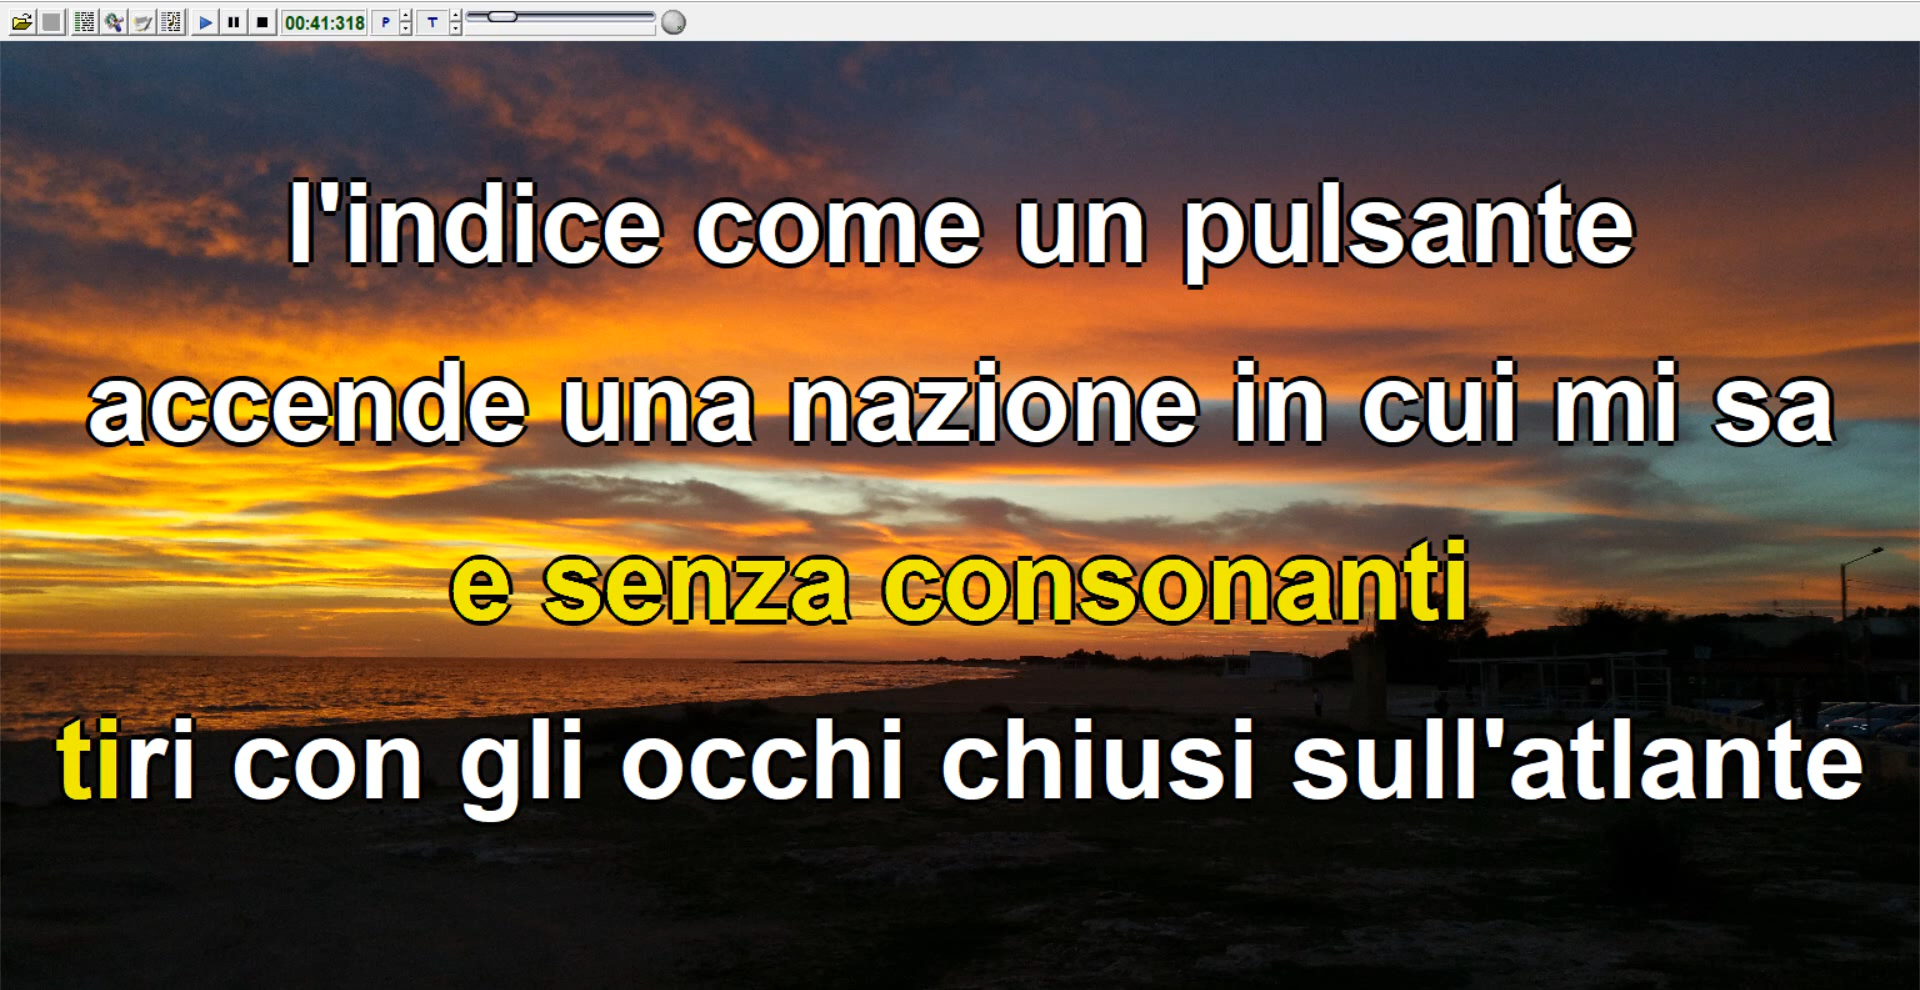 00:41:318 P T
l'indice come un pulsante
accende una nazione in cui mi sa
e senza consonanti
tiri con gli occhi chiusi sull'atlante